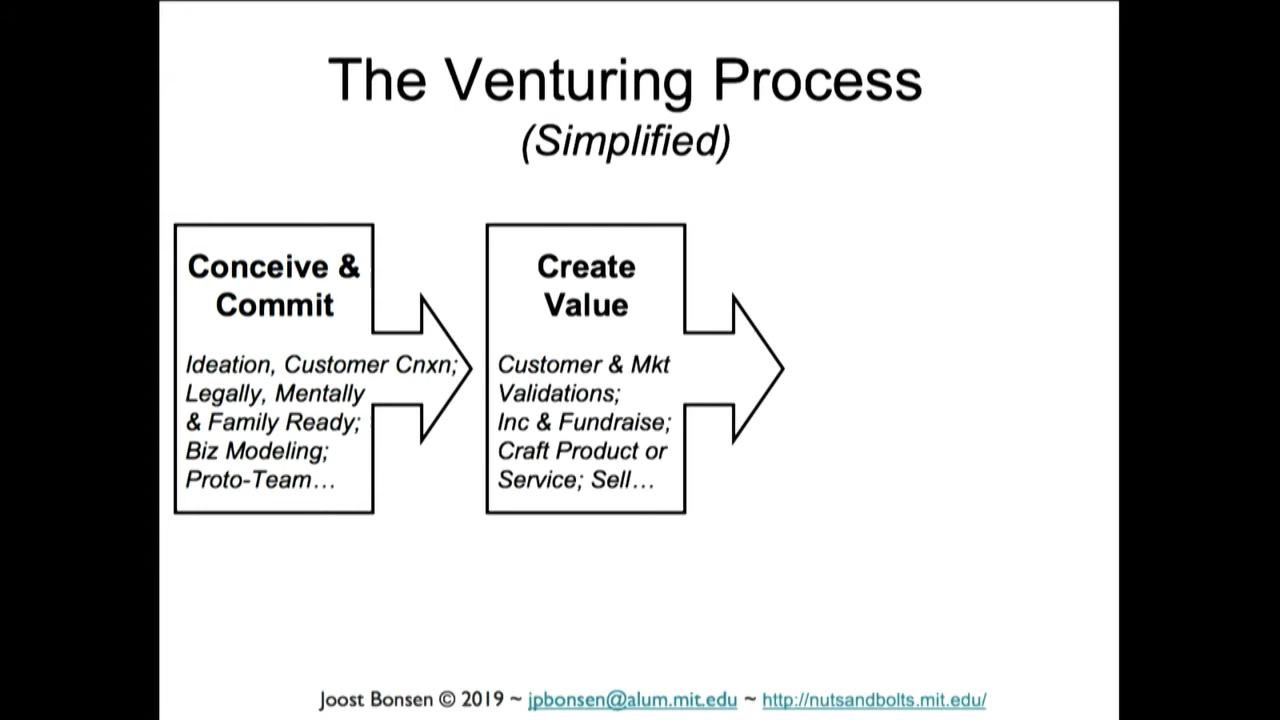 The Venturing Process
(Simplified)
Conceive &
Commit
Ideation, Customer Cnxn;
Legally, Mentally
& Family Ready;
Biz Modeling;
Proto-Team…
Create
Value
Customer & Mkt
Validations;
Inc & Fundraise;
Craft Product or
Service; Sell…
Joost Bonsen © 2019 ~ jpbonsen@alum.mit.edu ~ http://nutsandbolts.mit.edu/